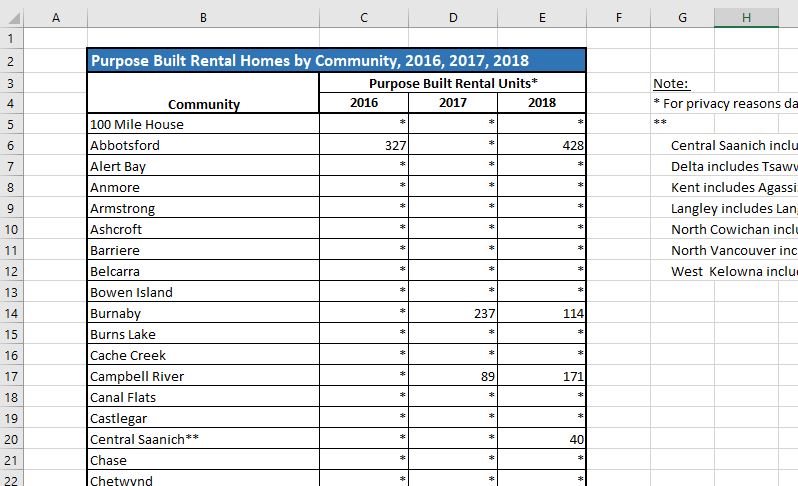 A B C D E F G H
1
2 Purpose Built Rental Homes by Community, 2016, 2017, 2018
3 Purpose Built Rental Units* Note:
4 Community 2016 2017 2018 * For privacy reasons da
5 100 Mile House * * * **
6 Abbotsford 327 * 428 Central Saanich inclu
7 Alert Bay * * * Delta includes Tsaww
8 Anmore * * * Kent includes Agassi
9 Armstrong * * * Langley includes Lan
10 Ashcroft * * * North Cowichan inclu
11 Barriere * * * North Vancouver inc
12 Belcarra * * * West Kelowna inclu
13 Bowen Island * * *
14 Burnaby * 237 114
15 Burns Lake * * *
16 Cache Creek * * *
17 Campbell River * 89 171
18 Canal Flats * * *
19 Castlegar * * *
20 Central Saanich** * * 40
21 Chase * * *
22 Chetwynd * * *